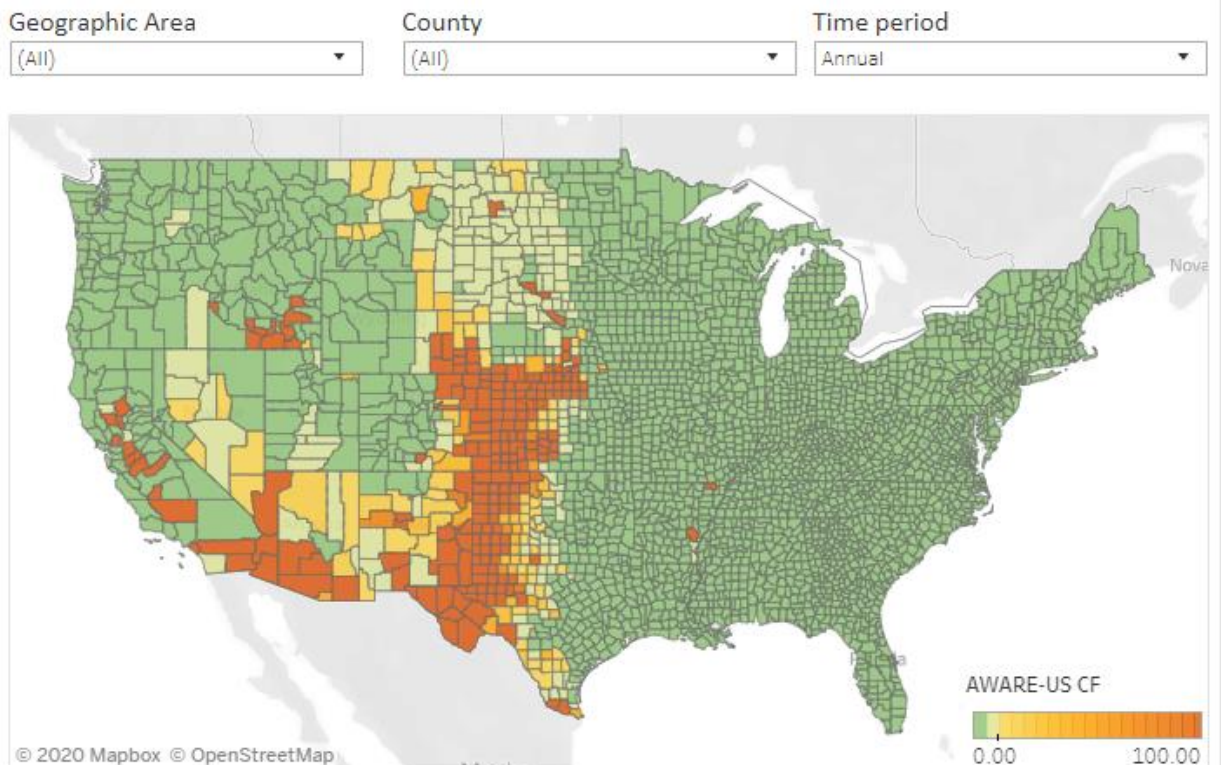 Geographic Area
County
Time period
(All)
(All)
Annual
Nova
AWARE-US CF
0.00
100.00
© 2020 Mapbox © OpenStreetMap